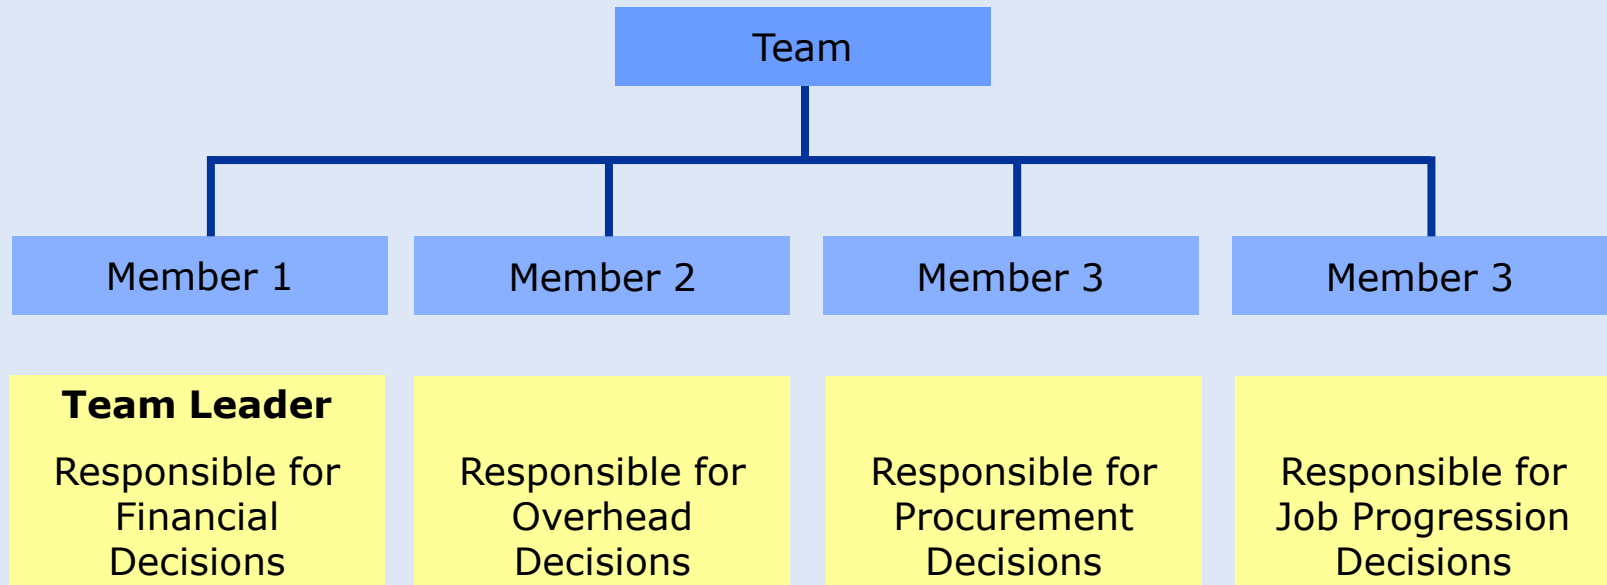 Team
Member 1
Member 2
Member 3
Member 3
Team Leader
Responsible for
Financial
Decisions
Responsible for
Overhead
Decisions
Responsible for
Procurement
Decisions
Responsible for
Job Progression
Decisions